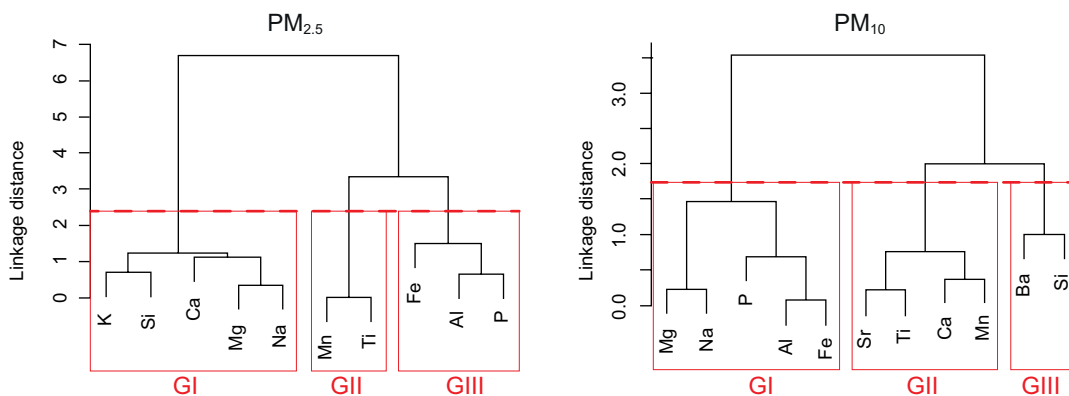 PM2.5
Linkage distance
7
6
5
4
3
2
1
0
K
Si
Ca
Mg
Na
Mn
Ti
Fe
Al
P
GI
GII
GIII
PM10
Linkage distance
3.0
2.0
1.0
0.0
Mg
Na
P
Al
Fe
Sr
Ti
Ca
Mn
Ba
Si
GI
GII
GIII